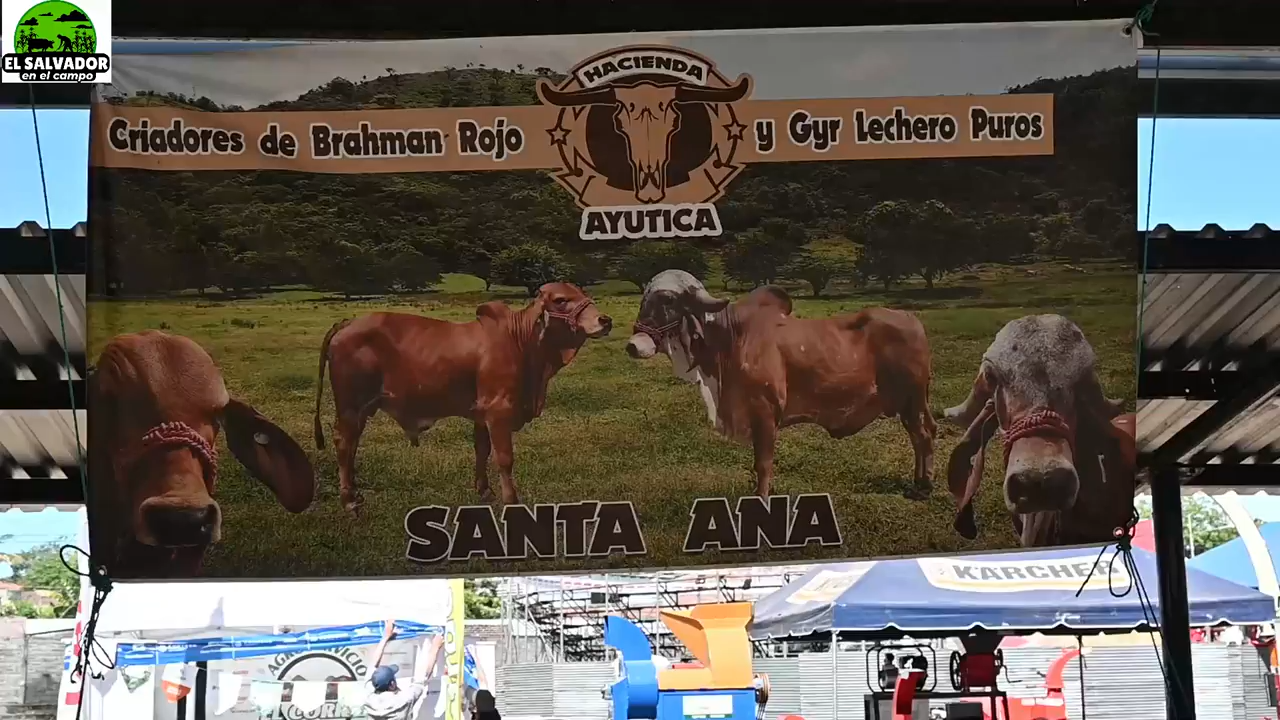 EL SALVADOR
en el campo
HACIENDA
Criadores de Brahman Rojo
y Gyr Lechero Puros
AYUTICA
SANTA ANA
KARCHER